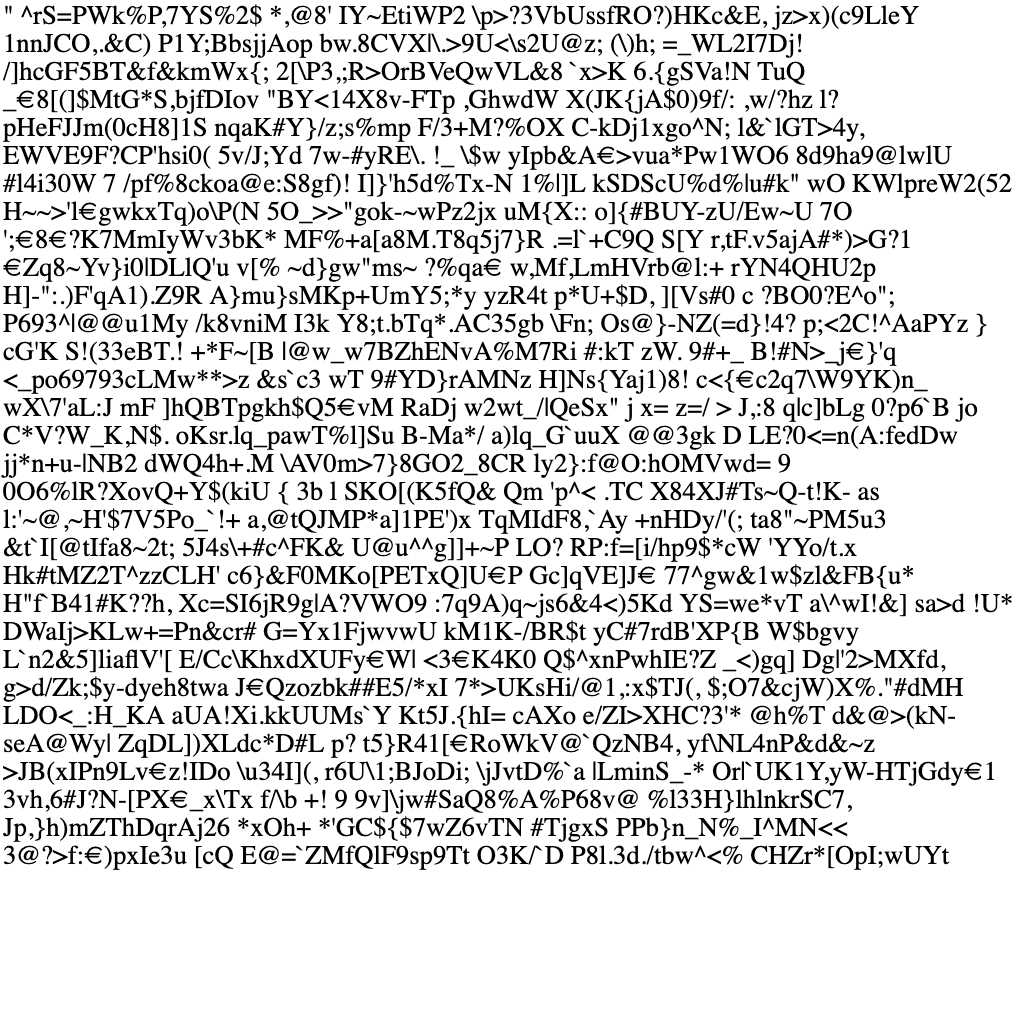 " ^rS=PWk%P,7YS%2$ *,@8' IY~EtiWP2 \p>?3VbUssfRO?)HKc&E, jz>x)(c9LleY
1nnJCO,.&C) P1Y;BbsjjAop bw.8CVX|\.>9U<\s2U@z; (\)h; =_WL2I7Dj!
/]hcGF5BT&f&kmWx{; 2[\P3,;R>OrBVeQwVL&8 `x>K 6.{gSVa!N TuQ
_€8[(]$MtG*S,bjfDIov "BY<14X8v-FTp ,GhwdW X(JK{jA$0)9f/: ,w/?hz l?
pHeFJJm(0cH8]1S nqaK#Y}/z;s%mp F/3+M?%OX C-kDj1xgo^N; l&`lGT>4y,
EWVE9F?CP'hsi0( 5v/J;Yd 7w-#yRE\. !_ \$w yIpb&A€>vua*Pw1WO6 8d9ha9@lwlU
#l4i30W 7 /pf%8ckoa@e:S8gf)! I]}'h5d%Tx-N 1%|]L kSDScU%d%|u#k" wO KWlpreW2(52
H~~>'l€gwkxTq)o\P(N 5O_>>"gok-~wPz2jx uM{X:: o]{#BUY-zU/Ew~U 7O
';€8€?K7MmIyWv3bK* MF%+a[a8M.T8q5j7}R .=l`+C9Q S[Y r,tF.v5ajA#*)>G?1
€Zq8~Yv}i0|DLlQ'u v[% ~d}gw"ms~ ?%qa€ w,Mf,LmHVrb@l:+ rYN4QHU2p
H]-":.)F'qA1).Z9R A}mu}sMKp+UmY5;*y yzR4t p*U+$D, ][Vs#0 c ?BO0?E^o";
P693^|@@u1My /k8vniM I3k Y8;t.bTq*.AC35gb \Fn; Os@}-NZ(=d}!4? p;<2C!^AaPYz }
cG'K S!(33eBT.! +*F~[B |@w_w7BZhENvA%M7Ri #:kT zW. 9#+_ B!#N>_j€}'q
<_po69793cLMw**>z &s`c3 wT 9#YD}rAMNz H]Ns{Yaj1)8! c<{€c2q7\W9YK)n_
wX\7'aL:J mF ]hQBTpgkh$Q5€vM RaDj w2wt_/|QeSx" j x= z=/ > J,:8 q|c]bLg 0?p6`B jo
C*V?W_K,N$. oKsr.lq_pawT%l]Su B-Ma*/ a)lq_G`uuX @@3gk D LE?0<=n(A:fedDw
jj*n+u-|NB2 dWQ4h+.M \AV0m>7}8GO2_8CR ly2}:f@O:hOMVwd= 9
0O6%lR?XovQ+Y$(kiU { 3b l SKO[(K5fQ& Qm 'p^< .TC X84XJ#Ts~Q-t!K- as
l:'~@,~H'$7V5Po_`!+ a,@tQJMP*a]1PE')x TqMIdF8,`Ay +nHDy/'(; ta8"~PM5u3
&t`I[@tIfa8~2t; 5J4s\+#c^FK& U@u^^g]]+~P LO? RP:f=[i/hp9$*cW 'YYo/t.x
Hk#tMZ2T^zzCLH' c6}&F0MKo[PETxQ]U€P Gc]qVE]J€ 77^gw&1w$zl&FB{u*
H"f`B41#K??h, Xc=SI6jR9g|A?VWO9 :7q9A)q~js6&4<)5Kd YS=we*vT a\^wI!&] sa>d !U*
DWaIj>KLw+=Pn&cr# G=Yx1FjwvwU kM1K-/BR$t yC#7rdB'XP{B W$bgvy
L`n2&5]liaflV'[ E/Cc\KhxdXUFy€W| <3€K4K0 Q$^xnPwhIE?Z _<)gq] Dg|'2>MXfd,
g>d/Zk;$y-dyeh8twa J€Qzozbk##E5/*xI 7*>UKsHi/@1,:x$TJ(, $;O7&cjW)X%."#dMH
LDO<_:H_KA aUA!Xi.kkUUMs`Y Kt5J.{hI= cAXo e/ZI>XHC?3'* @h%T d&@>(kN-
seA@Wy| ZqDL])XLdc*D#L p? t5}R41[€RoWkV@`QzNB4, yf\NL4nP&d&~z
>JB(xIPn9Lv€z!IDo \u34I](, r6U\1;BJoDi; \jJvtD%`a |LminS_-* Or|`UK1Y,yW-HTjGdy€1
3vh,6#J?N-[PX€_x\Tx f/\b +! 9 9v]\jw#SaQ8%A%P68v@ %l33H}lhlnkrSC7,
Jp,}h)mZThDqrAj26 *xOh+ *'GC${$7wZ6vTN #TjgxS PPb}n_N%_I^MN<<
3@?>f:€)pxIe3u [cQ E@=`ZMfQlF9sp9Tt O3K/`D P8l.3d./tbw^<% CHZr*[OpI;wUYt